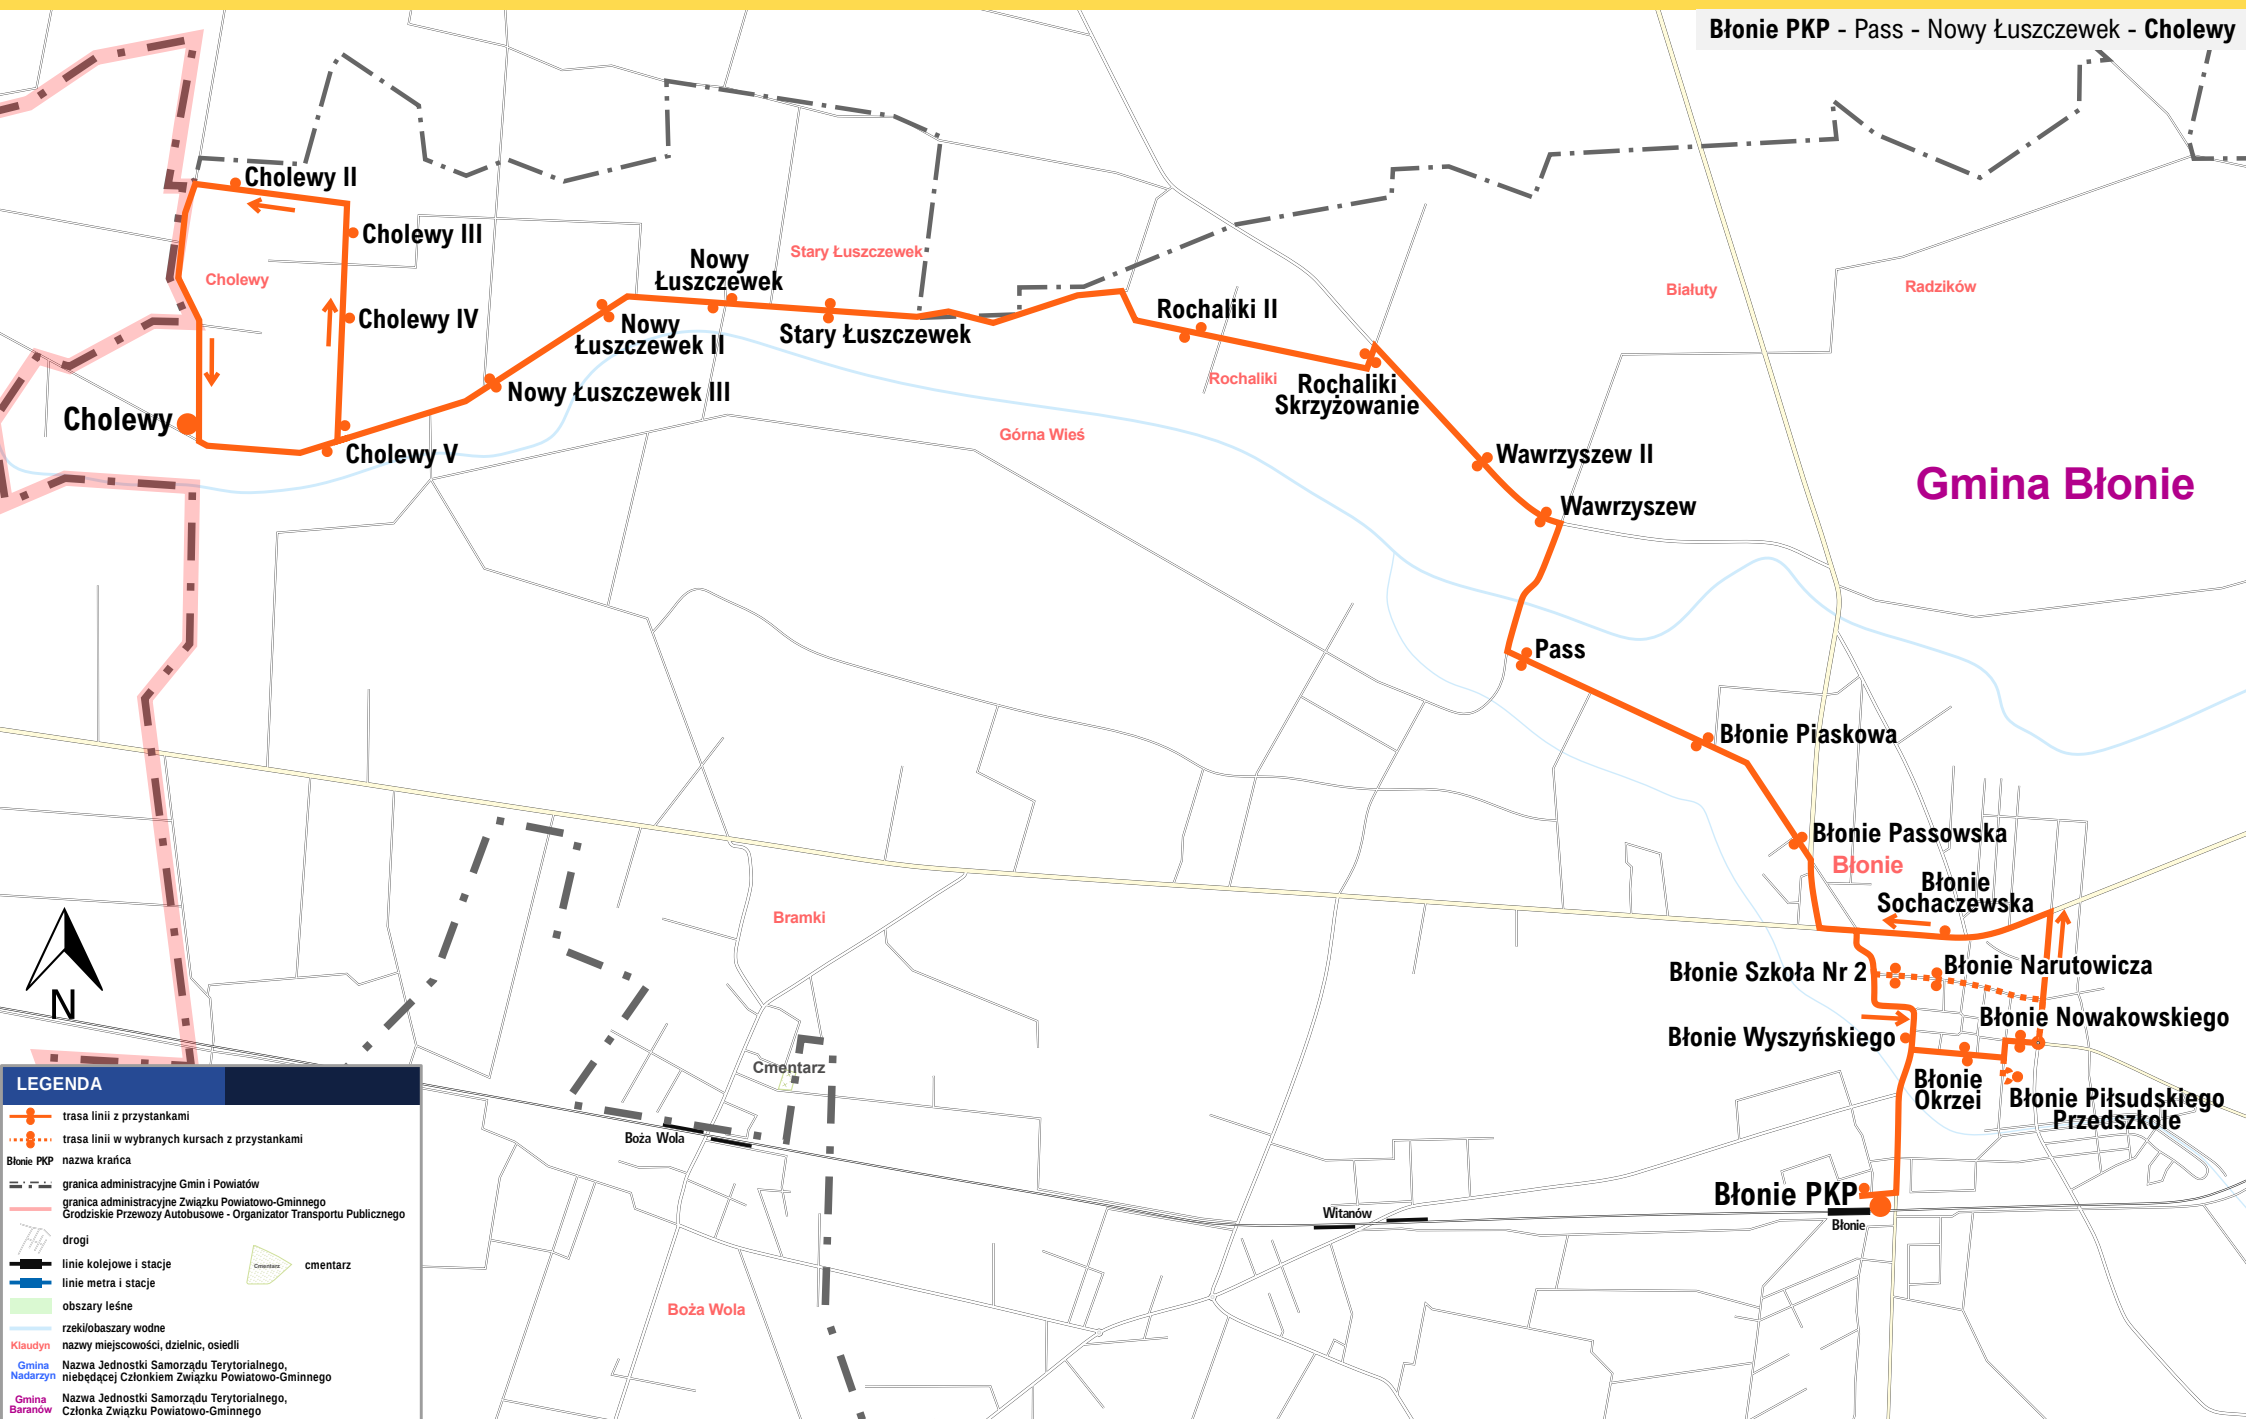 Błonie PKP - Pass - Nowy Łuszczewek - Cholewy
Cholewy II
Cholewy III
Cholewy
Cholewy IV
Cholewy
Cholewy V
Nowy
Łuszczewek
Nowy
Łuszczewek II
Nowy Łuszczewek III
Stary Łuszczewek
Stary Łuszczewek
Rochaliki II
Rochaliki
Rochaliki
Skrzyżowanie
Górna Wieś
Białuty
Radzików
Wawrzyszew II
Wawrzyszew
Gmina Błonie
Pass
Błonie Piaskowa
Błonie Passowska
Błonie
Błonie
Sochaczewska
Błonie Szkoła Nr 2
Błonie Narutowicza
Błonie Nowakowskiego
Błonie Wyszyńskiego
Błonie
Okrzei
Błonie Piłsudskiego
Przedszkole
Błonie PKP
Błonie
Witanów
Bramki
Cmentarz
Boża Wola
Boża Wola
N
LEGENDA
trasa linii z przystankami
trasa linii w wybranych kursach z przystankami
Błonie PKP nazwa krańca
granica administracyjne Gmin i Powiatów
granica administracyjne Związku Powiatowo-Gminnego
Grodziskie Przewozy Autobusowe - Organizator Transportu Publicznego
drogi
linie kolejowe i stacje
Cmentarz cmentarz
linie metra i stacje
obszary leśne
rzeki/obaszary wodne
Klaudyn nazwy miejscowości, dzielnic, osiedli
Gmina Nadarzyn Nazwa Jednostki Samorządu Terytorialnego,
niebędącej Członkiem Związku Powiatowo-Gminnego
Gmina Baranów Nazwa Jednostki Samorządu Terytorialnego,
Członka Związku Powiatowo-Gminnego